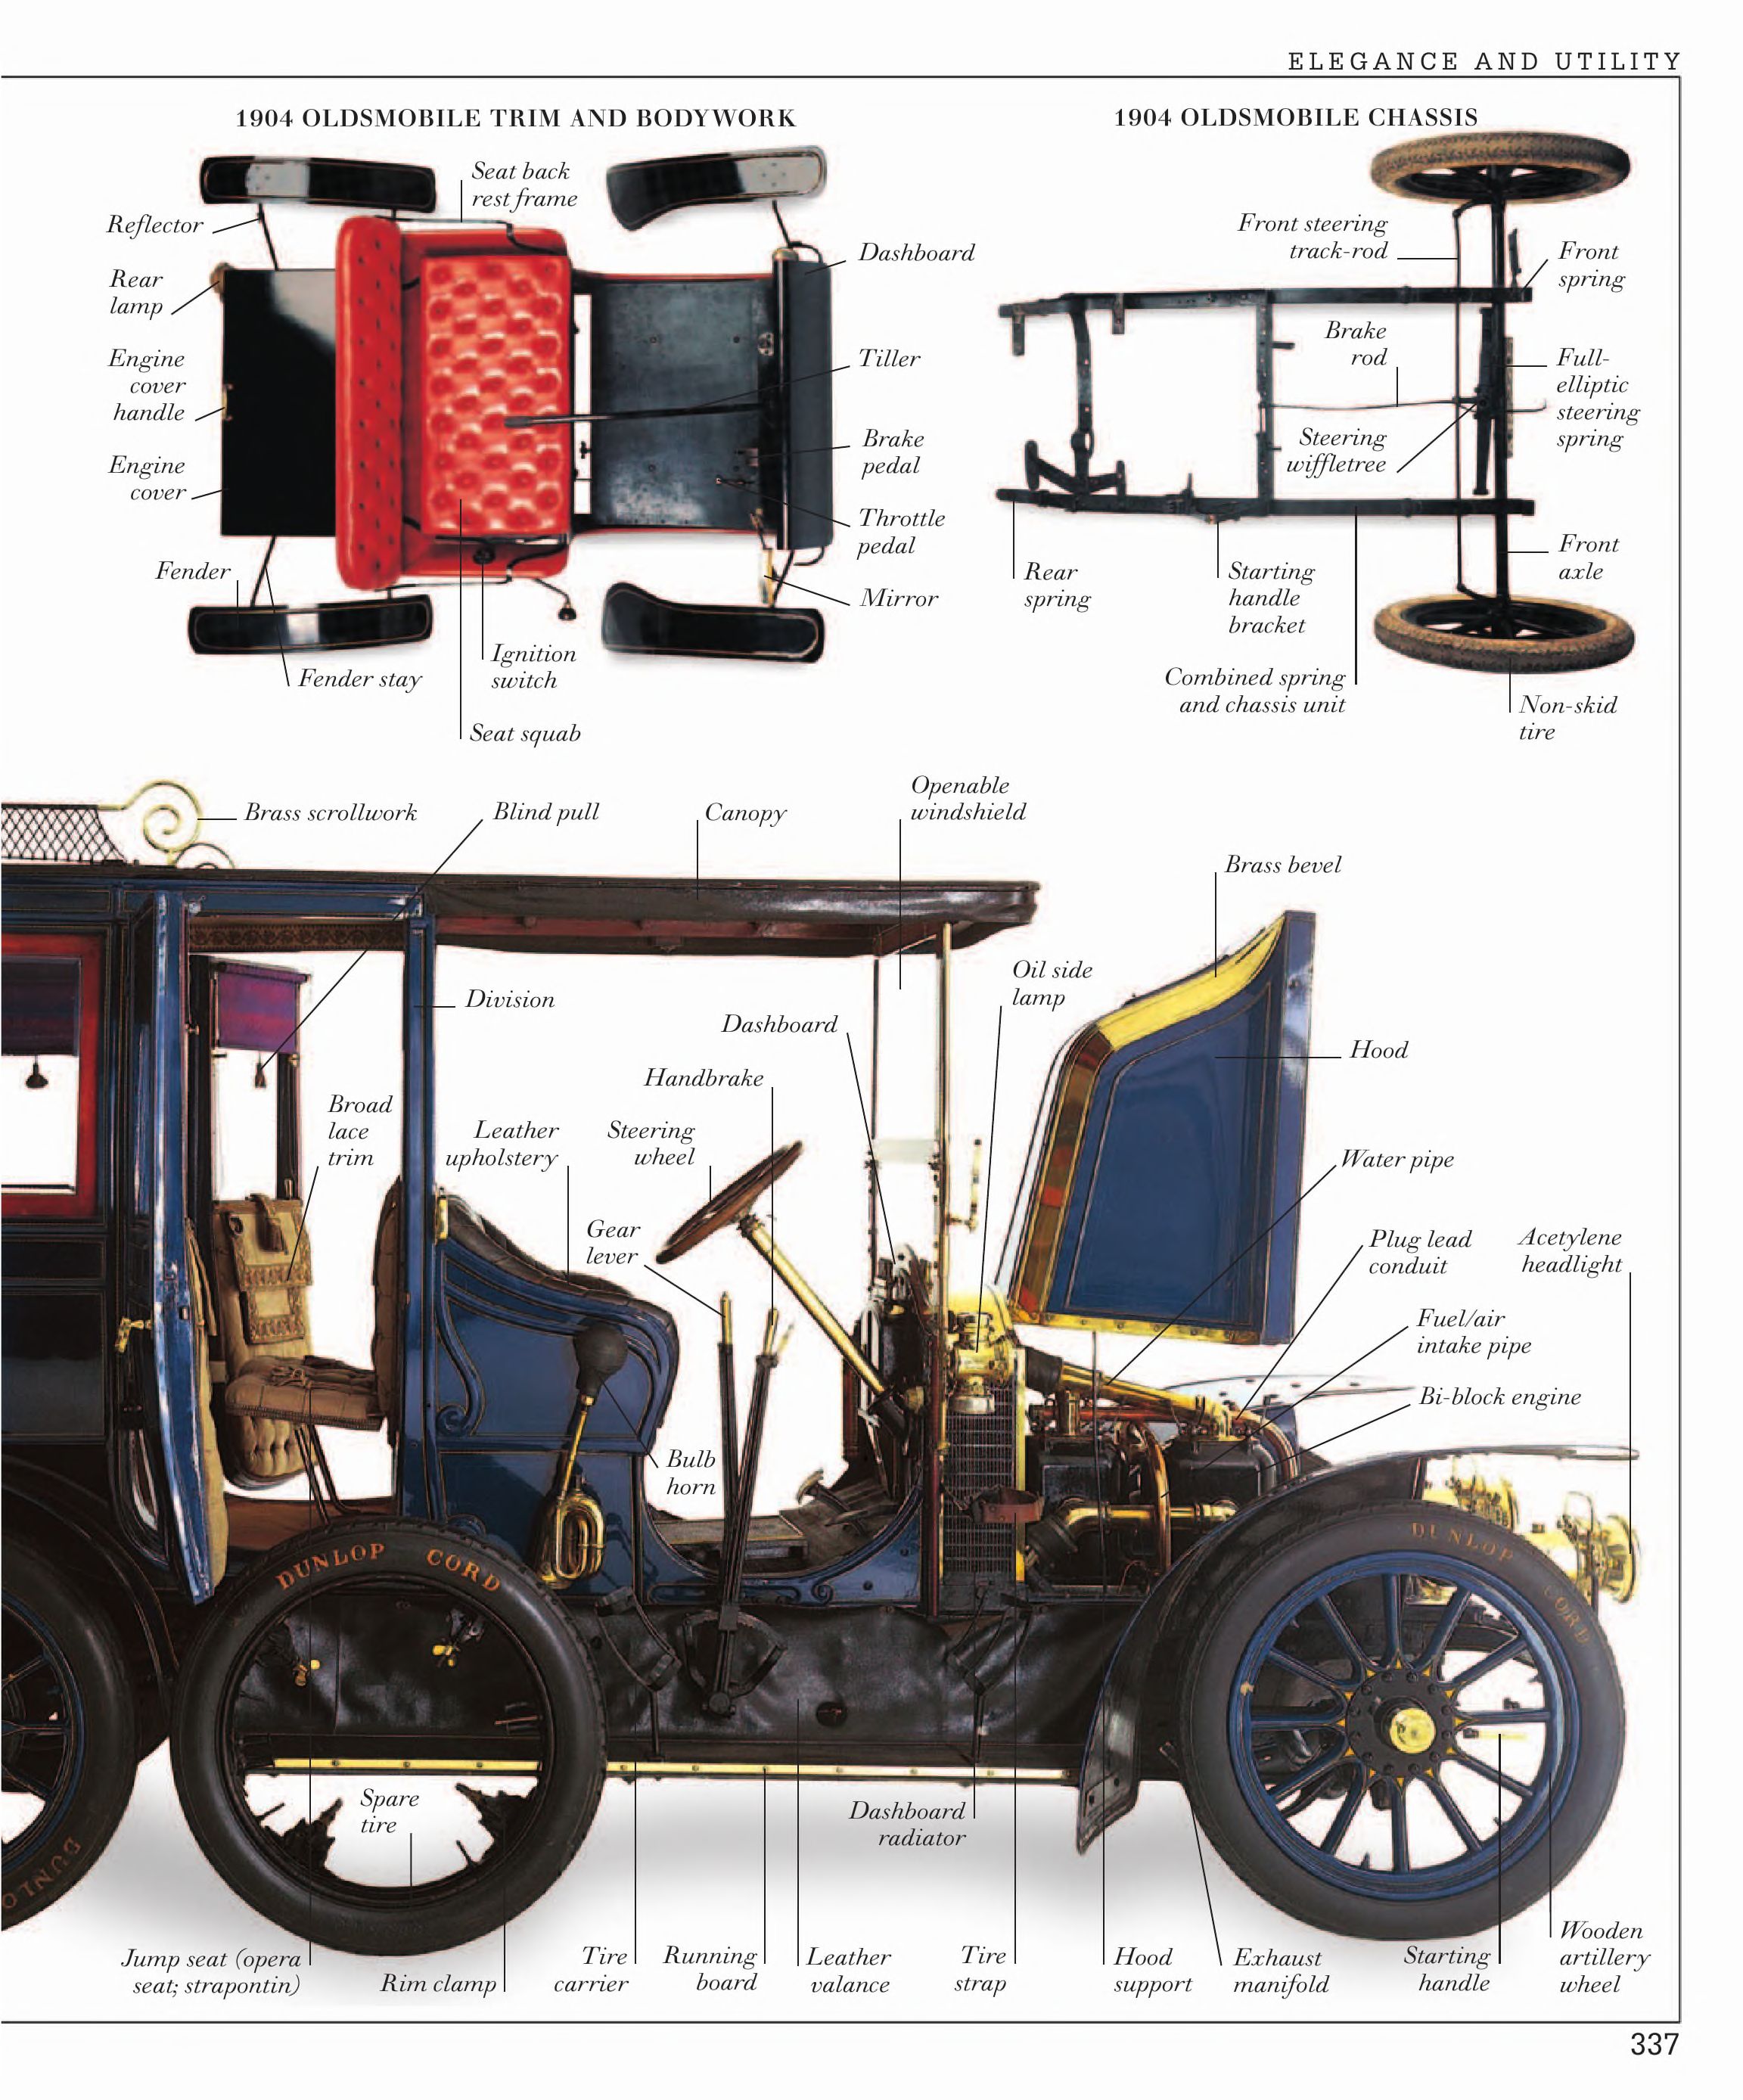 ELEGANCE AND UTILITY
1904 OLDSMOBILE TRIM AND BODYWORK
Seat back
rest frame
Reflector
Rear
lamp
Engine
cover
handle
Engine
cover
Fender
Fender stay
Ignition
switch
Seat squab
Dashboard
Tiller
Brake
pedal
Throttle
pedal
Mirror
1904 OLDSMOBILE CHASSIS
Front steering
track-rod
Front
spring
Brake
rod
Full-
elliptic
steering
spring
Steering
wiffletree
Front
axle
Rear
spring
Starting
handle
bracket
Combined spring
and chassis unit
Non-skid
tire
Brass scrollwork
Blind pull
Canopy
Openable
windshield
Brass bevel
Oil side
lamp
Division
Dashboard
Hood
Handbrake
Broad
lace
trim
Leather
upholstery
Steering
wheel
Water pipe
Gear
lever
Plug lead
conduit
Acetylene
headlight
Fuel/air
intake pipe
Bi-block engine
Bulb
horn
DUNLOP CORD
DUNLOP
CORD
DUNLO
Spare
tire
Dashboard
radiator
Jump seat (opera
seat; strapontin)
Rim clamp
Tire
carrier
Running
board
Leather
valance
Tire
strap
Hood
support
Exhaust
manifold
Starting
handle
Wooden
artillery
wheel
337